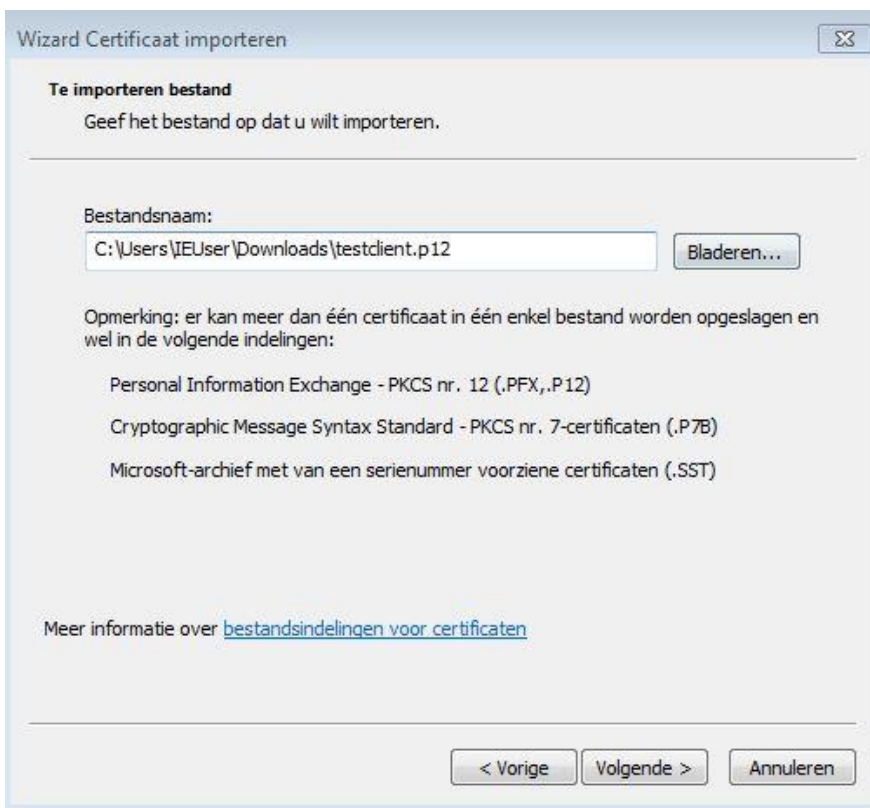 Wizard Certificaat importeren
Te importeren bestand
Geef het bestand op dat u wilt importeren.
Bestandsnaam:
C:\Users\IEUser\Downloads\testclient.p12
Bladeren...
Opmerking: er kan meer dan één certificaat in één enkel bestand worden opgeslagen en
wel in de volgende indelingen:
Personal Information Exchange - PKCS nr. 12 (.PFX,.P12)
Cryptographic Message Syntax Standard - PKCS nr. 7-certificaten (.P7B)
Microsoft-archief met van een serienummer voorziene certificaten (.SST)
Meer informatie over bestandsindelingen voor certificaten
< Vorige
Volgende >
Annuleren